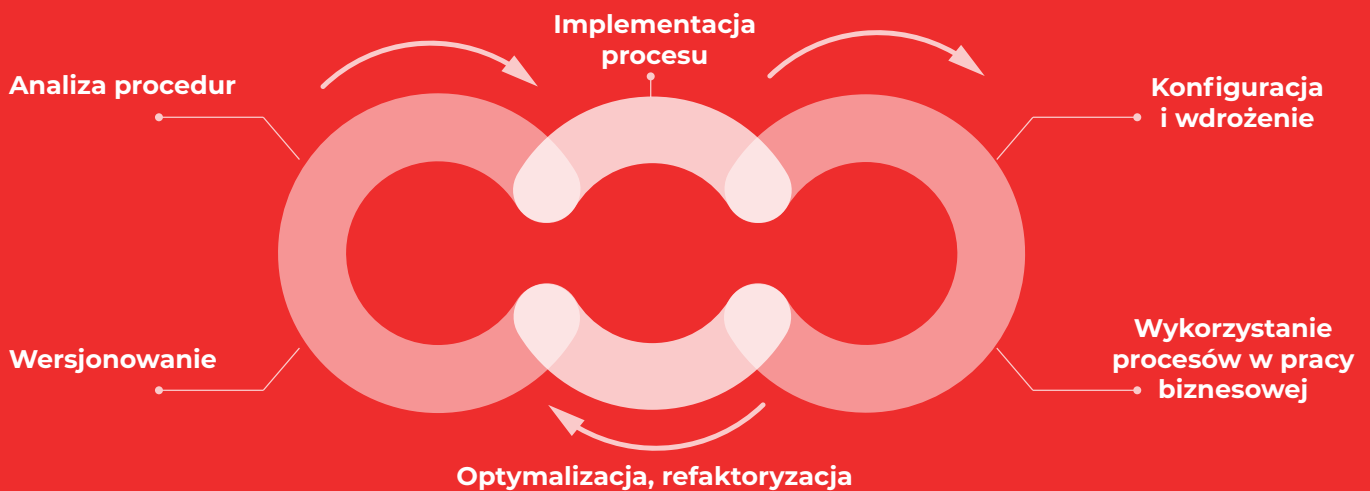 Implementacja
procesu
Analiza procedur
Konfiguracja
i wdrożenie
Wersjonowanie
Wykorzystanie
procesów w pracy
biznesowej
Optymalizacja, refaktoryzacja